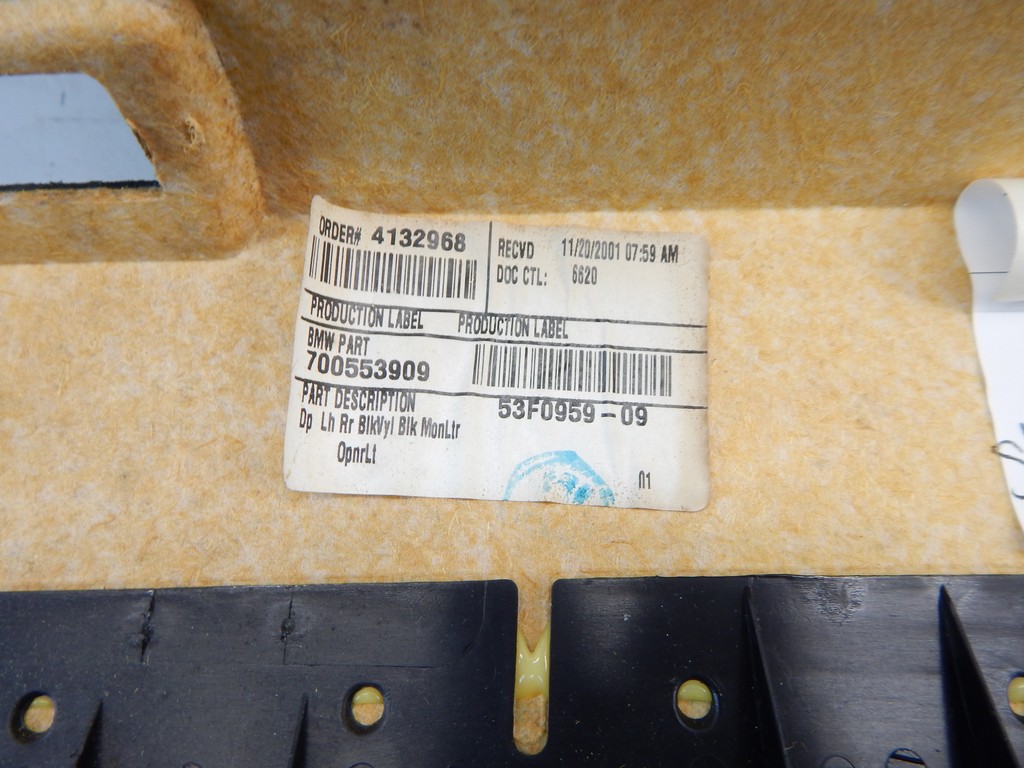 ORDER# 4132968
RECVD 11/20/2001 07:59 AM
DOC CTL: 6620
PRODUCTION LABEL PRODUCTION LABEL
BMW PART
700553909
PART DESCRIPTION
53F0959-09
Dp Lh Rr BlkVyl Blk MonLtr
OpnrLt
01